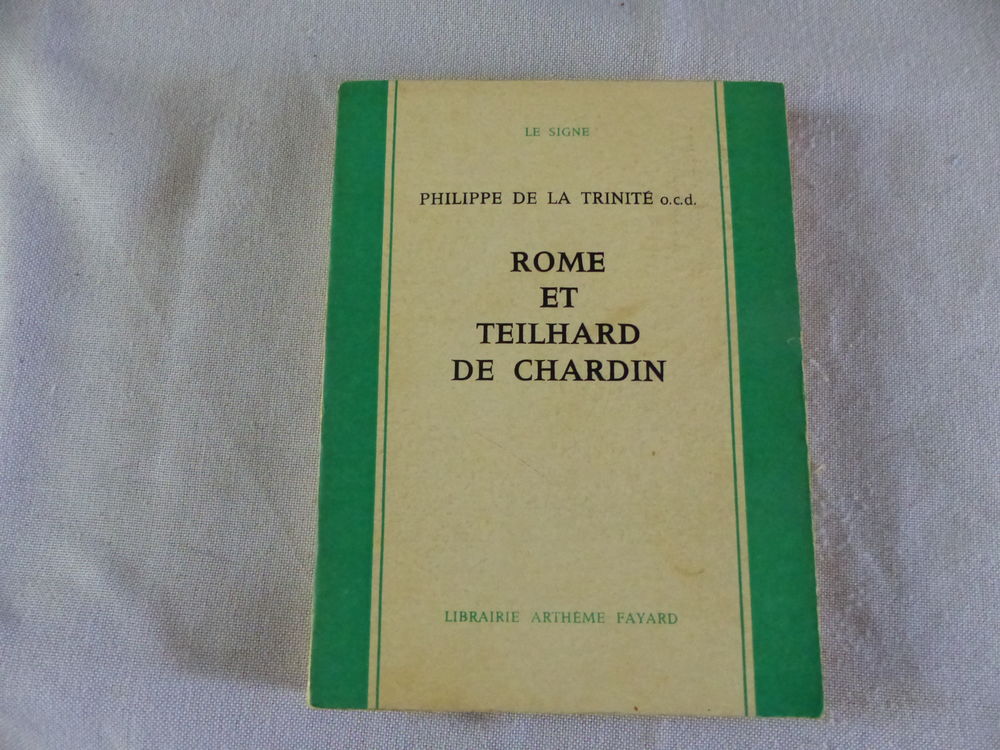 LE SIGNE
PHILIPPE DE LA TRINITÉ o.c.d.
ROME
ET
TEILHARD
DE CHARDIN
LIBRAIRIE ARTHÈME FAYARD